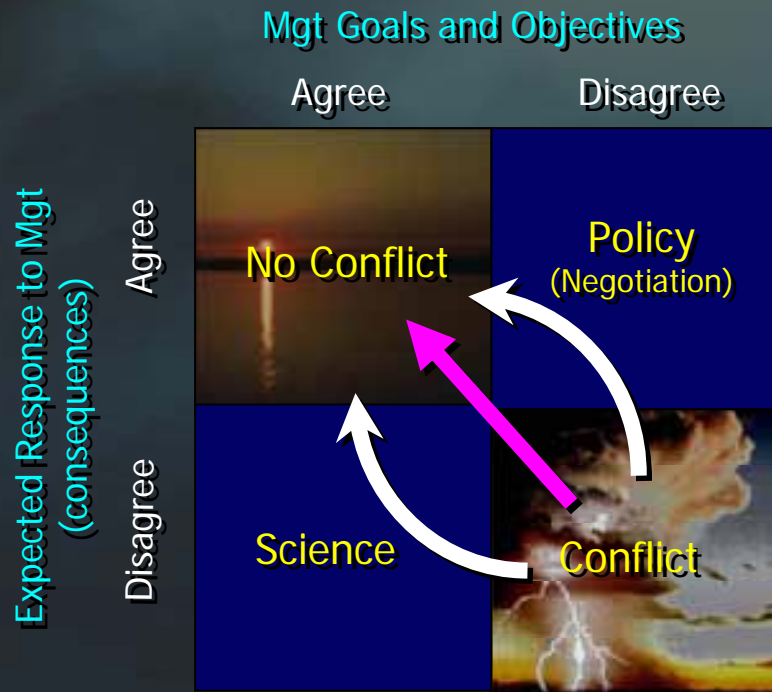 Mgt Goals and Objectives
Agree
Disagree
Expected Response to Mgt
(consequences)
Agree
Disagree
No Conflict
Policy
(Negotiation)
Science
Conflict